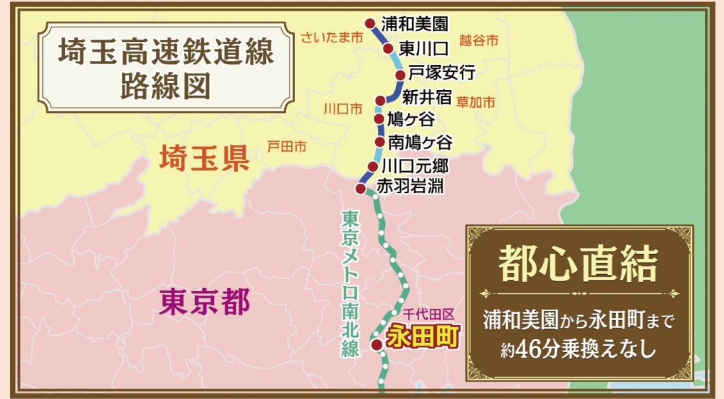 埼玉高速鉄道線
路線図
浦和美園
さいたま市
越谷市
東川口
戸塚安行
新井宿
草加市
川口市
鳩ヶ谷
戸田市
南鳩ヶ谷
埼玉県
川口元郷
赤羽岩淵
東京メトロ南北線
東京都
千代田区
永田町
都心直結
浦和美園から永田町まで
約46分乗換えなし